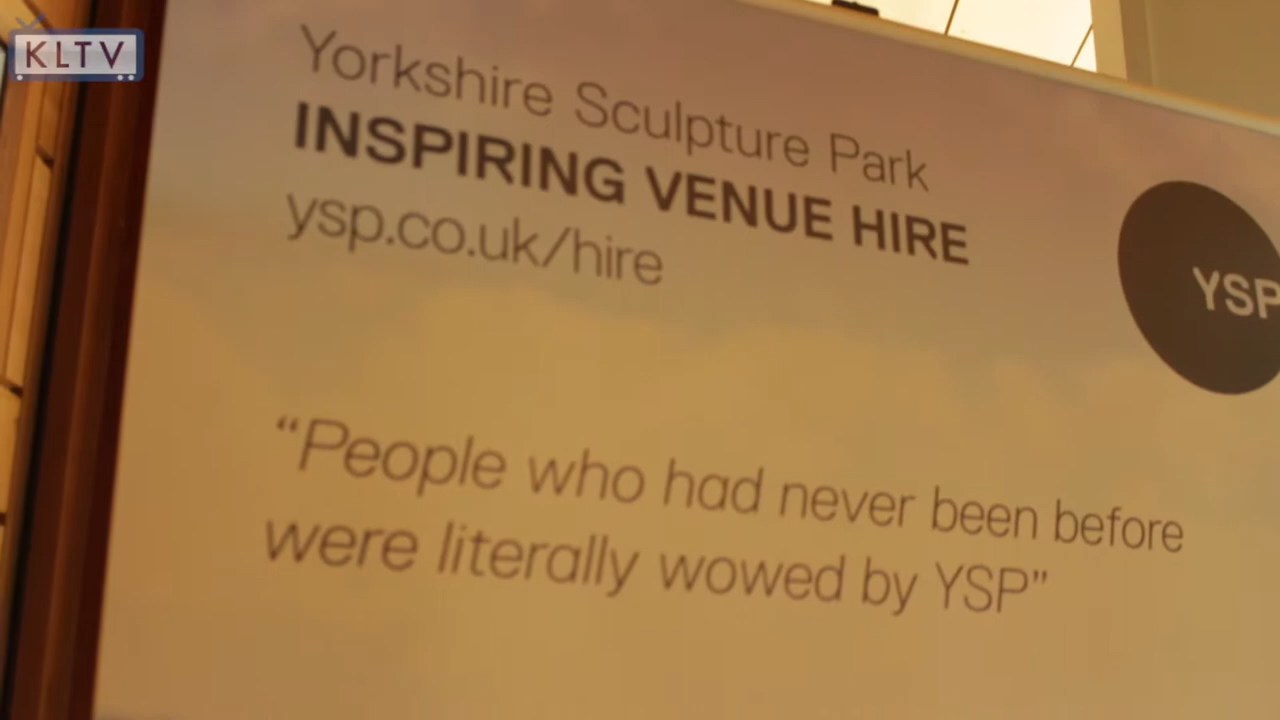 KLTV
Yorkshire Sculpture Park
INSPIRING VENUE HIRE
ysp.co.uk/hire
YSP
“People who had never been before
were literally wowed by YSP”